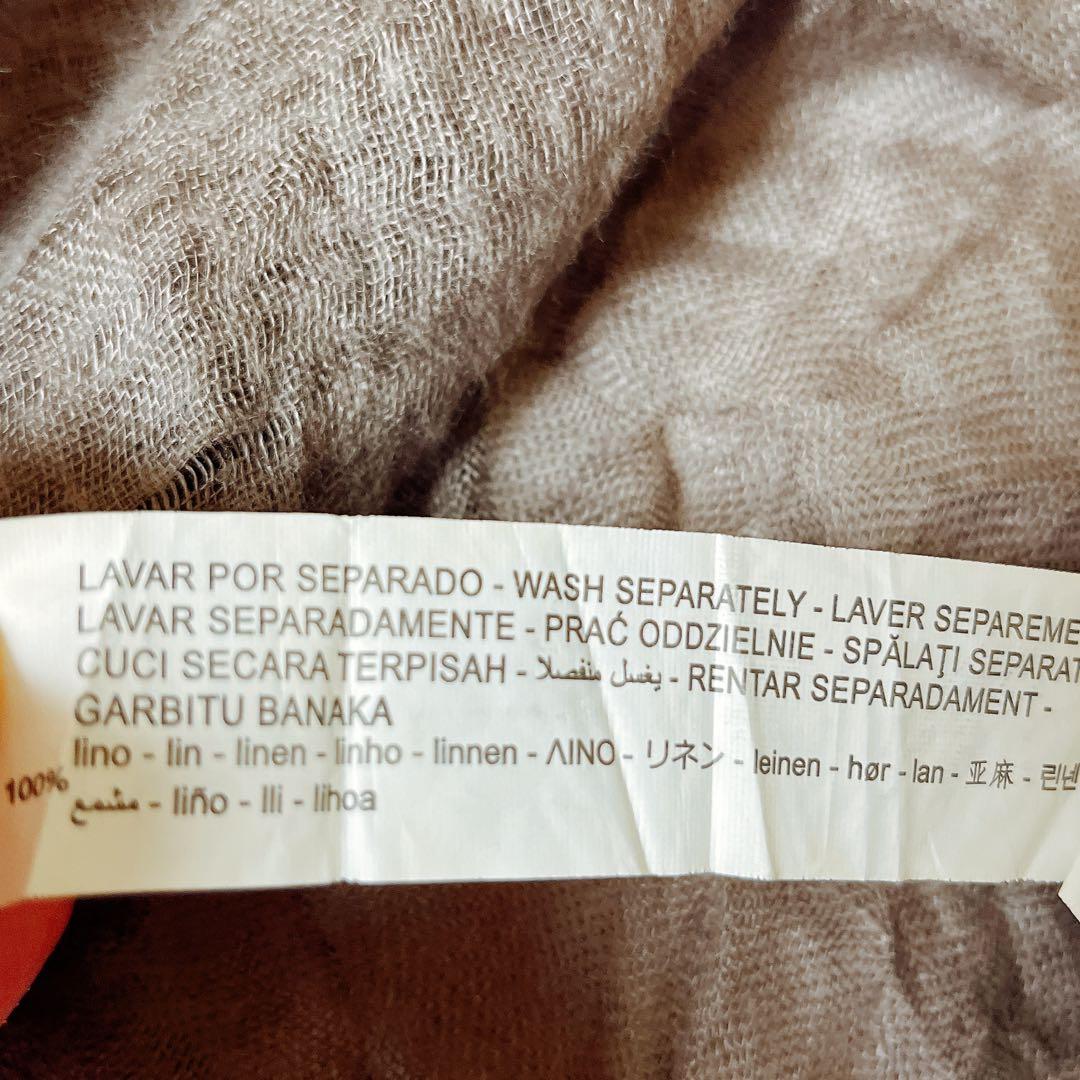 LAVAR POR SEPARADO - WASH SEPARATELY - LAVER SEPAREME
LAVAR SEPARADAMENTE - PRAĆ ODDZIELNIE - SPĂLAŢI SEPARAT
CUCI SECARA TERPISAH - يغسل منفصلا - RENTAR SEPARADAMENT -
GARBITU BANAKA
100% lino - lin - linen - linho - linnen - ΛΙΝΟ - リネン - leinen - hør - lan - 亚麻 - 린넨
مشمع - liño - lli - lihoa